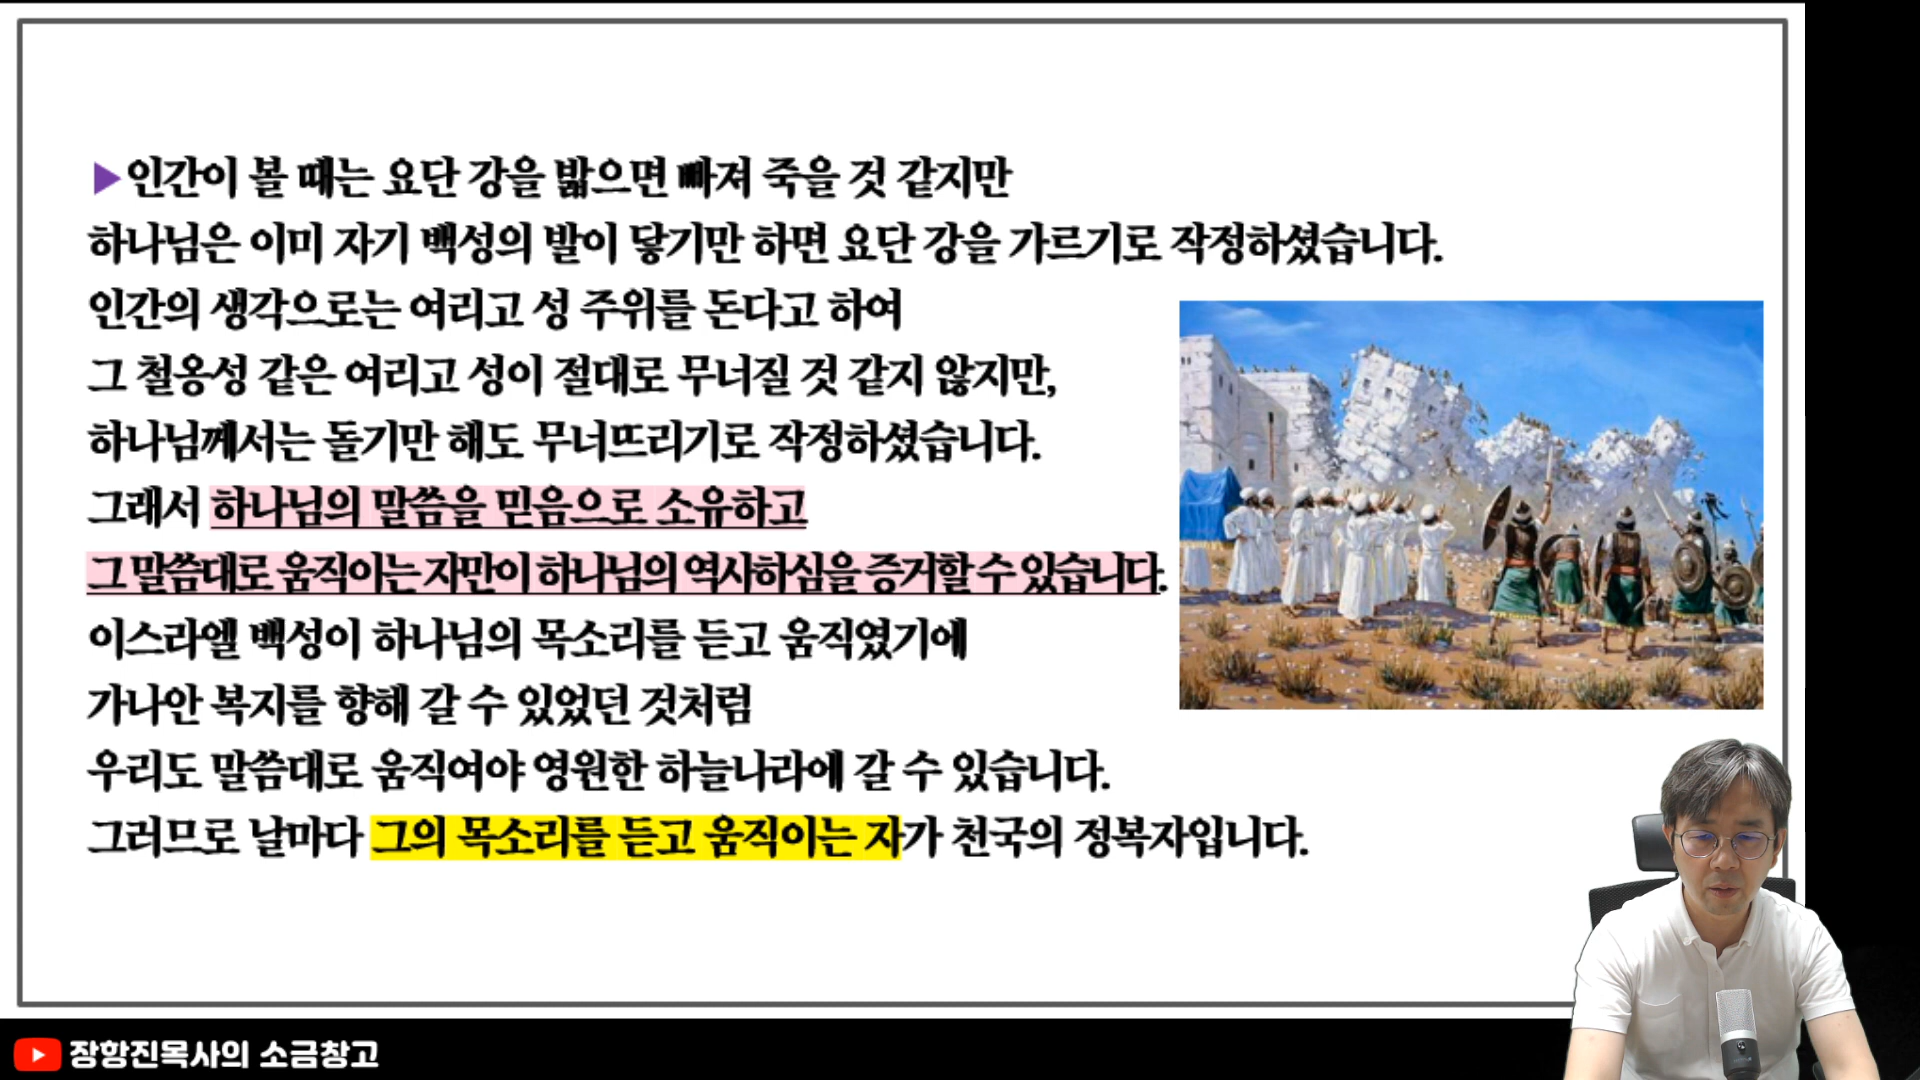 ▶인간이 볼 때는 요단 강을 밟으면 빠져 죽을 것 같지만
하나님은 이미 자기 백성의 발이 닿기만 하면 요단 강을 가르기로 작정하셨습니다.
인간의 생각으로는 여리고 성 주위를 돈다고 하여
그 철옹성 같은 여리고 성이 절대로 무너질 것 같지 않지만,
하나님께서는 돌기만 해도 무너뜨리기로 작정하셨습니다.
그래서 하나님의 말씀을 믿음으로 소유하고
그 말씀대로 움직이는 자만이 하나님의 역사하심을 증거할 수 있습니다.
이스라엘 백성이 하나님의 목소리를 듣고 움직였기에
가나안 복지를 향해 갈 수 있었던 것처럼
우리도 말씀대로 움직여야 영원한 하늘나라에 갈 수 있습니다.
그러므로 날마다 그의 목소리를 듣고 움직이는 자가 천국의 정복자입니다.
장항진목사의 소금창고